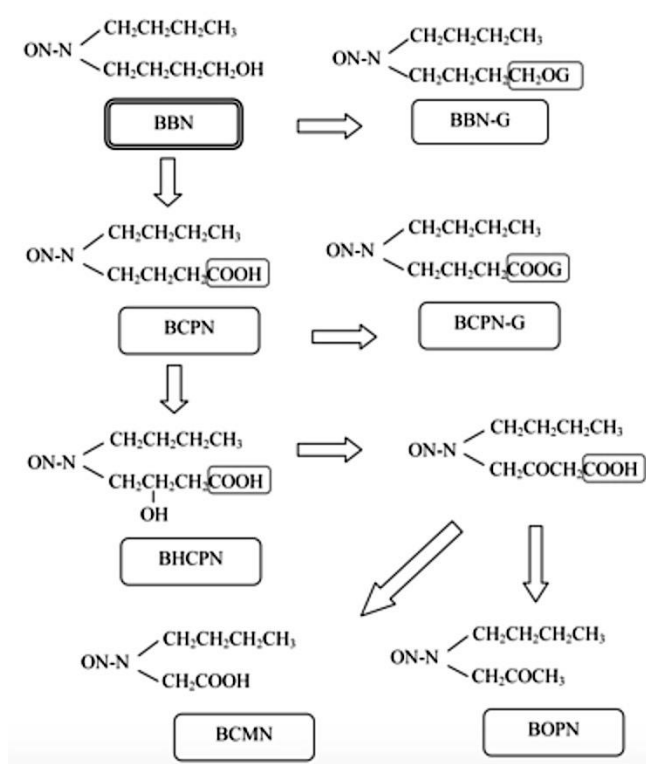 CH₂CH₂CH₂CH₃
ON-N
CH₂CH₂CH₂CH₂OH
BBN
CH₂CH₂CH₂CH₃
ON-N
CH₂CH₂CH₂CH₂OG
BBN-G
CH₂CH₂CH₂CH₃
ON-N
CH₂CH₂CH₂COOH
BCPN
CH₂CH₂CH₂CH₃
ON-N
CH₂CH₂CH₂COOG
BCPN-G
CH₂CH₂CH₂CH₃
ON-N
CH₂CH₂CH₂COOH
OH
BHCPN
CH₂CH₂CH₂CH₃
ON-N
CH₂COCH₂COOH
CH₂CH₂CH₂CH₃
ON-N
CH₂COOH
BCMN
CH₂CH₂CH₂CH₃
ON-N
CH₂COCH₃
BOPN